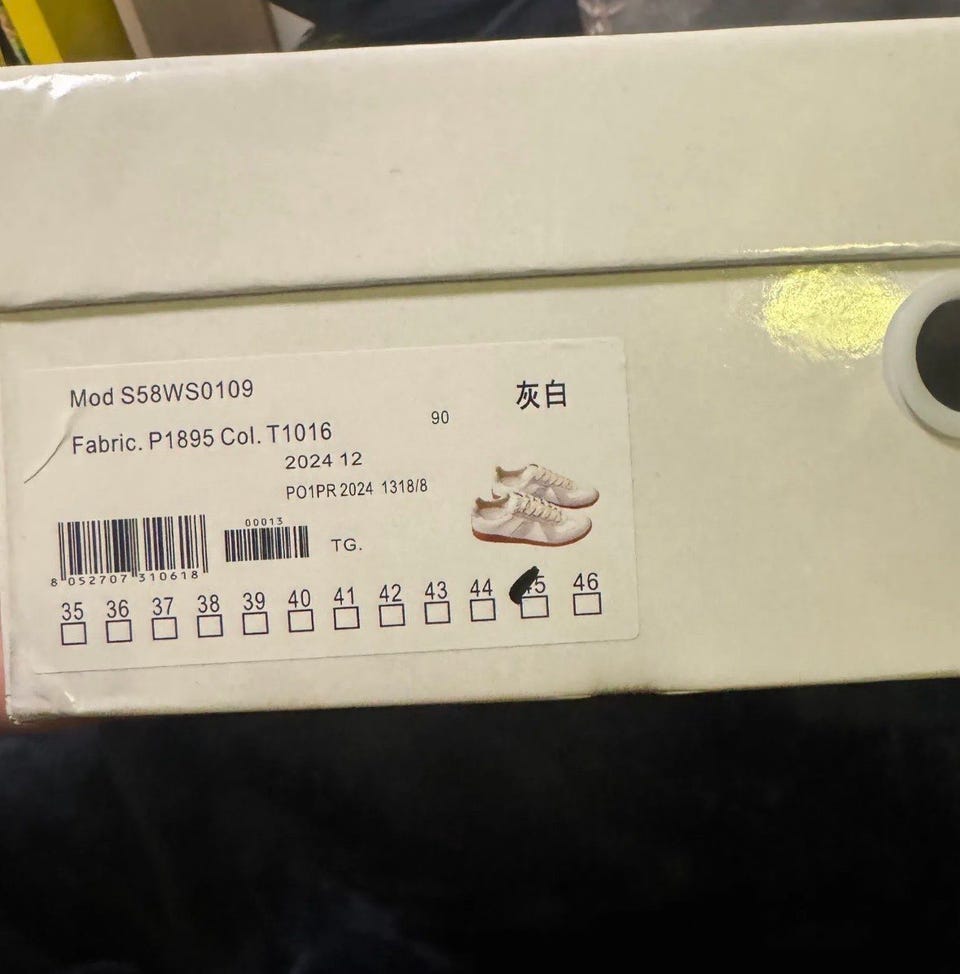 Mod S58WS0109
灰白
90
Fabric. P1895 Col. T1016
2024 12
PO1PR 2024 1318/8
00013
TG.
8 052707 310618
35 36 37 38 39 40 41 42 43 44 45 46